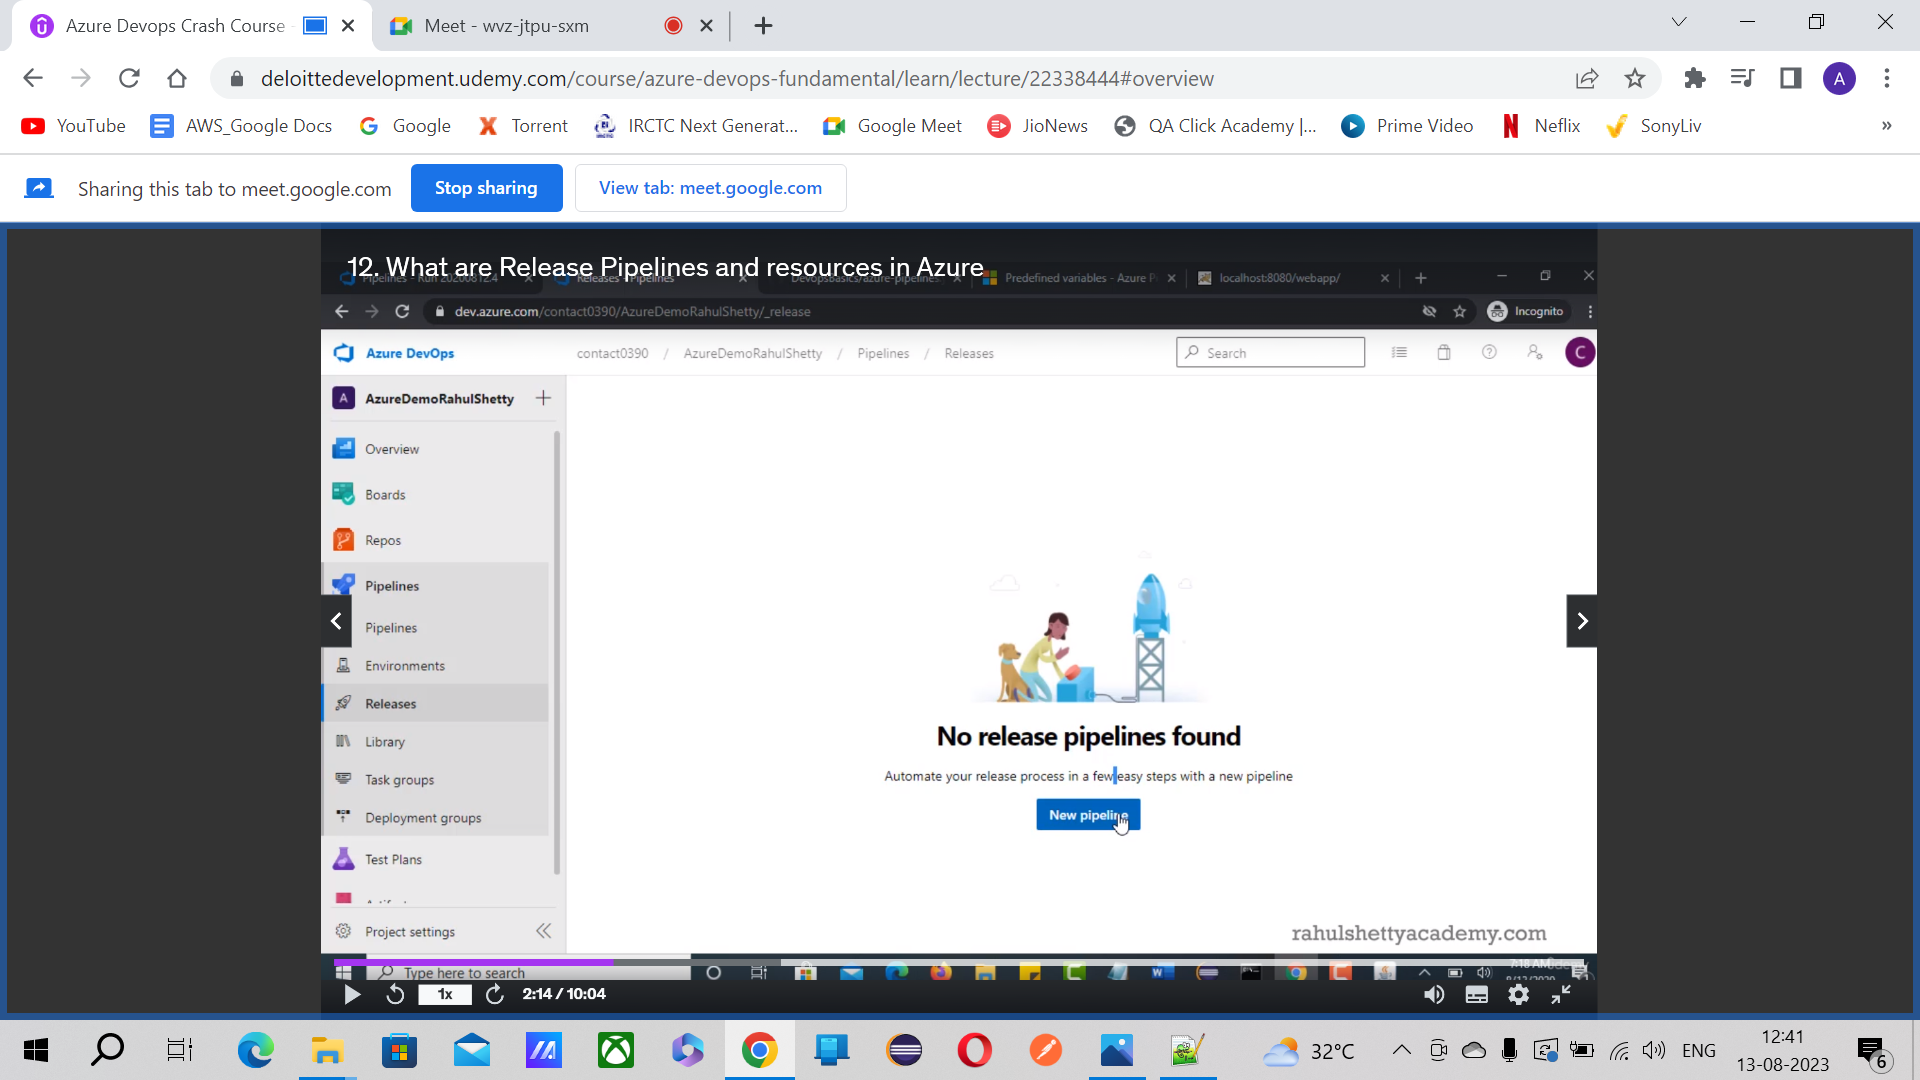 Azure Devops Crash Course
Meet - wvz-jtpu-sxm
deloittedevelopment.udemy.com/course/azure-devops-fundamental/learn/lecture/22338444#overview
A
YouTube
AWS_Google Docs
Google
Torrent
IRCTC Next Generat...
Google Meet
JioNews
QA Click Academy |...
Prime Video
Neflix
SonyLiv
»
Sharing this tab to meet.google.com
Stop sharing
View tab: meet.google.com
12. What are Release Pipelines and resources in Azure
Predefined variables - Azure P
localhost:8080/webapp/
dev.azure.com/contact0390/AzureDemoRahulShetty/_release
Incognito
Azure DevOps
contact0390 / AzureDemoRahulShetty / Pipelines / Releases
Search
C
A
AzureDemoRahulShetty
Overview
Boards
Repos
Pipelines
Pipelines
Environments
Releases
Library
Task groups
Deployment groups
Test Plans
Project settings
No release pipelines found
Automate your release process in a few easy steps with a new pipeline
New pipeline
rahulshettyacademy.com
Type here to search
1x
2:14 / 10:04
32°C
ENG
12:41
13-08-2023
6